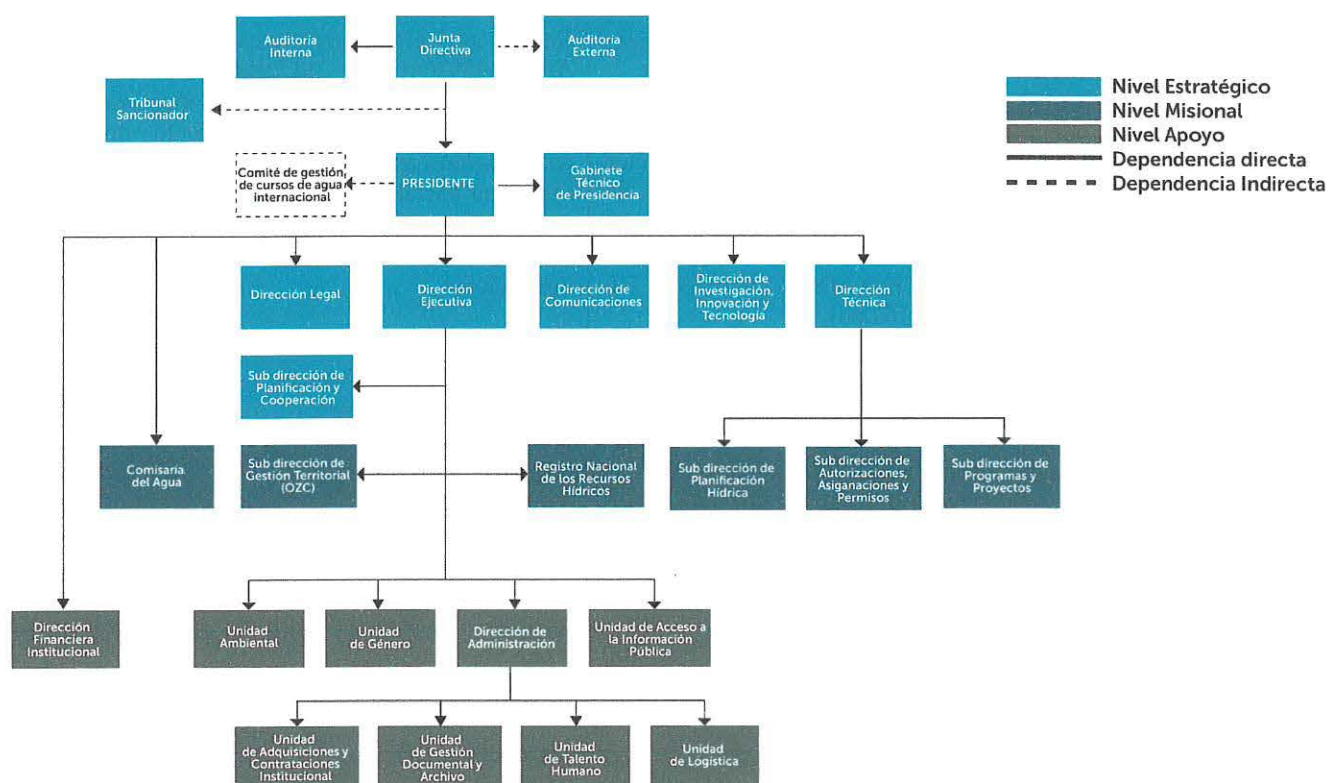 Auditoría
Interna
Junta
Directiva
Auditoría
Externa
Tribunal
Sancionador
Comité de gestión
de cursos de agua
internacional
PRESIDENTE
Gabinete
Técnico
de Presidencia
Nivel Estratégico
Nivel Misional
Nivel Apoyo
Dependencia directa
Dependencia Indirecta
Dirección Legal
Dirección
Ejecutiva
Dirección de
Comunicaciones
Dirección de
Investigación,
Innovación y
Tecnología
Dirección
Técnica
Sub dirección de
Planificación y
Cooperación
Comisaría
del Agua
Sub dirección de
Gestión Territorial
(OZC)
Registro Nacional
de los Recursos
Hídricos
Sub dirección de
Planificación
Hídrica
Sub dirección de
Autorizaciones,
Asiganaciones y
Permisos
Sub dirección de
Programas y
Proyectos
Dirección
Financiera
Institucional
Unidad
Ambiental
Unidad
de Género
Dirección de
Administración
Unidad de Acceso a
la Información
Pública
Unidad
de Adquisiciones y
Contrataciones
Institucional
Unidad
de Gestión
Documental y
Archivo
Unidad
de Talento
Humano
Unidad
de Logística